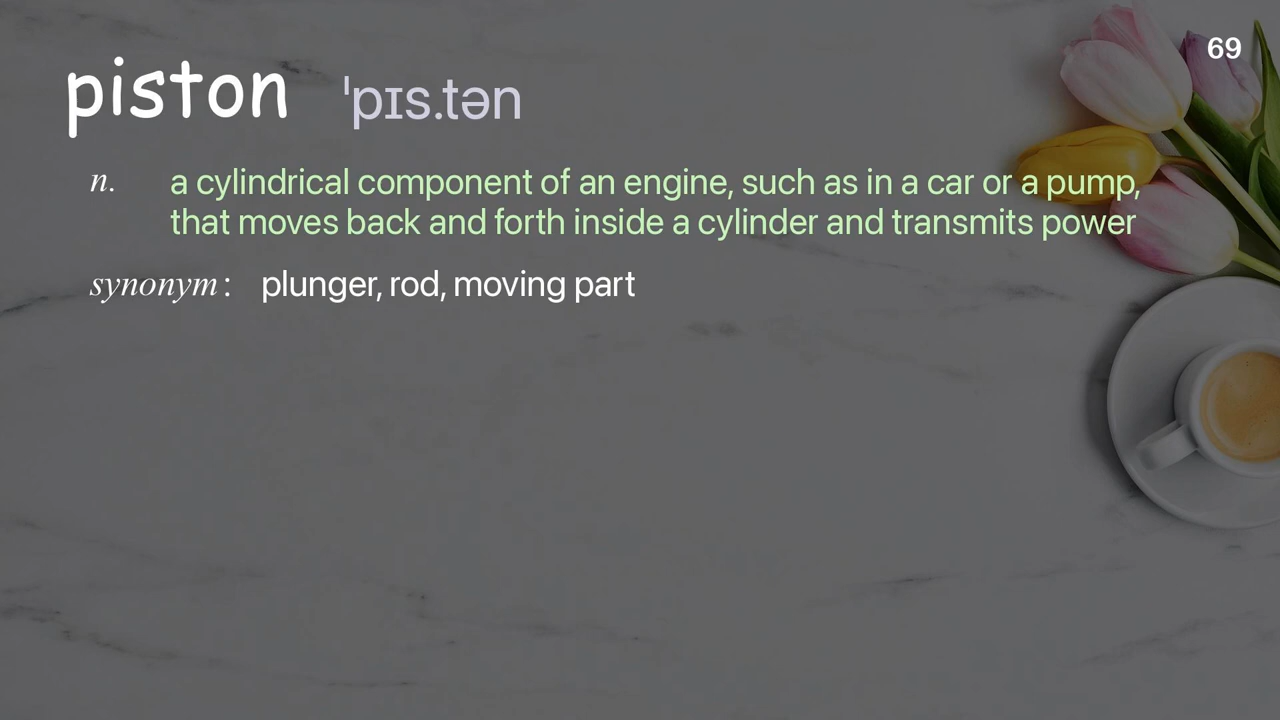 69
piston ˈpɪs.tən
n. a cylindrical component of an engine, such as in a car or a pump,
that moves back and forth inside a cylinder and transmits power
synonym: plunger, rod, moving part